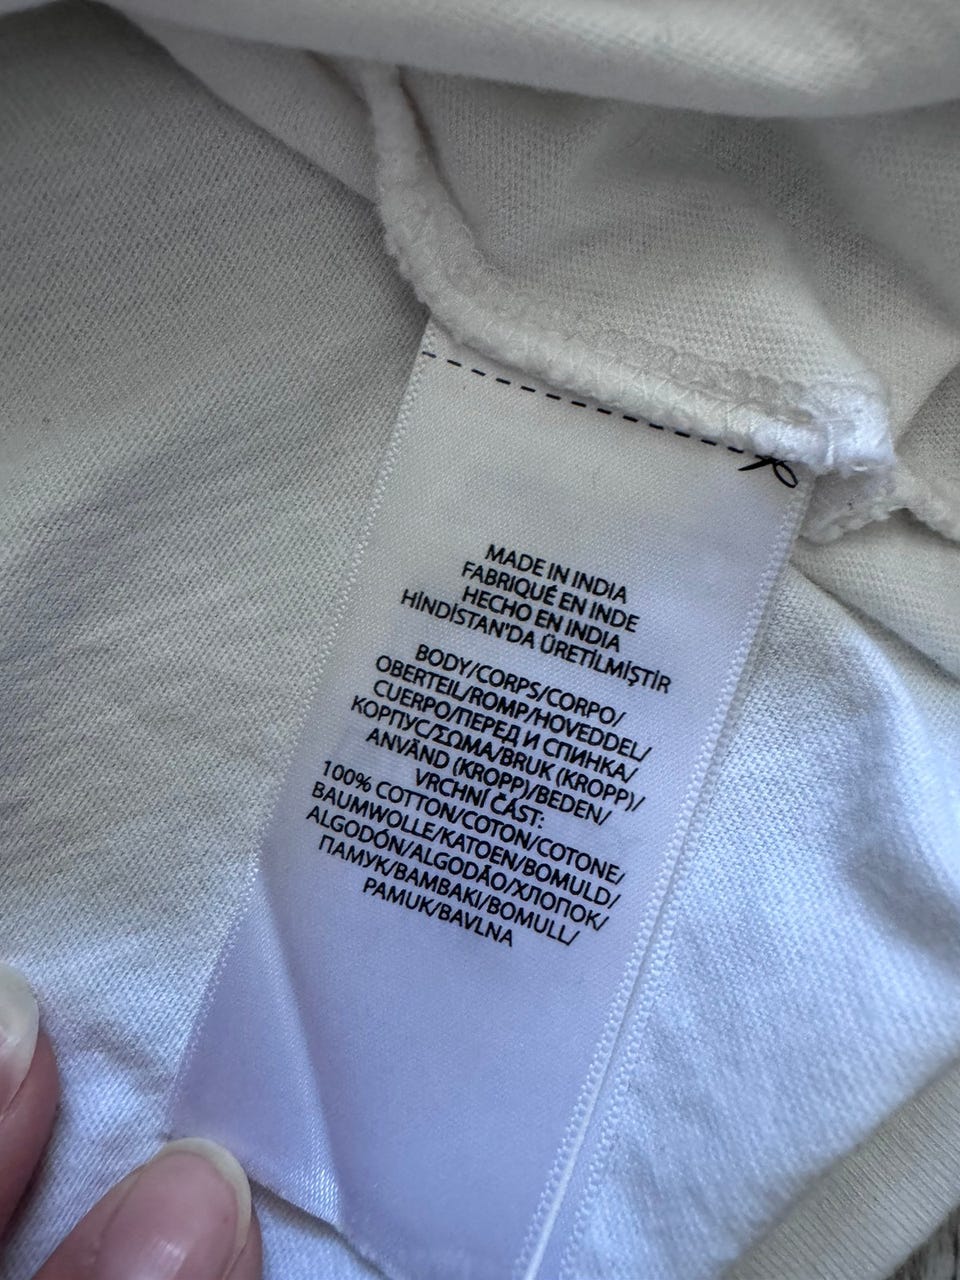 MADE IN INDIA
FABRIQUÉ EN INDE
HECHO EN INDIA
HİNDİSTAN'DA ÜRETİLMİŞTİR
BODY/CORPS/CORPO/
OBERTEIL/ROMP/HOVEDDEL/
CUERPO/ПЕРЕД И СПИНКА/
КОРПУС/ΣΩΜΑ/BRUK (KROPP)/
ANVÄND (KROPP)/BEDEN/
VRCHNÍ ČÁST:
100% COTTON/COTON/COTONE/
BAUMWOLLE/KATOEN/BOMULD/
ALGODÓN/ALGODÃO/ХЛОПОК/
ПАМУК/BAMBAKI/BOMULL/
PAMUK/BAVLNA